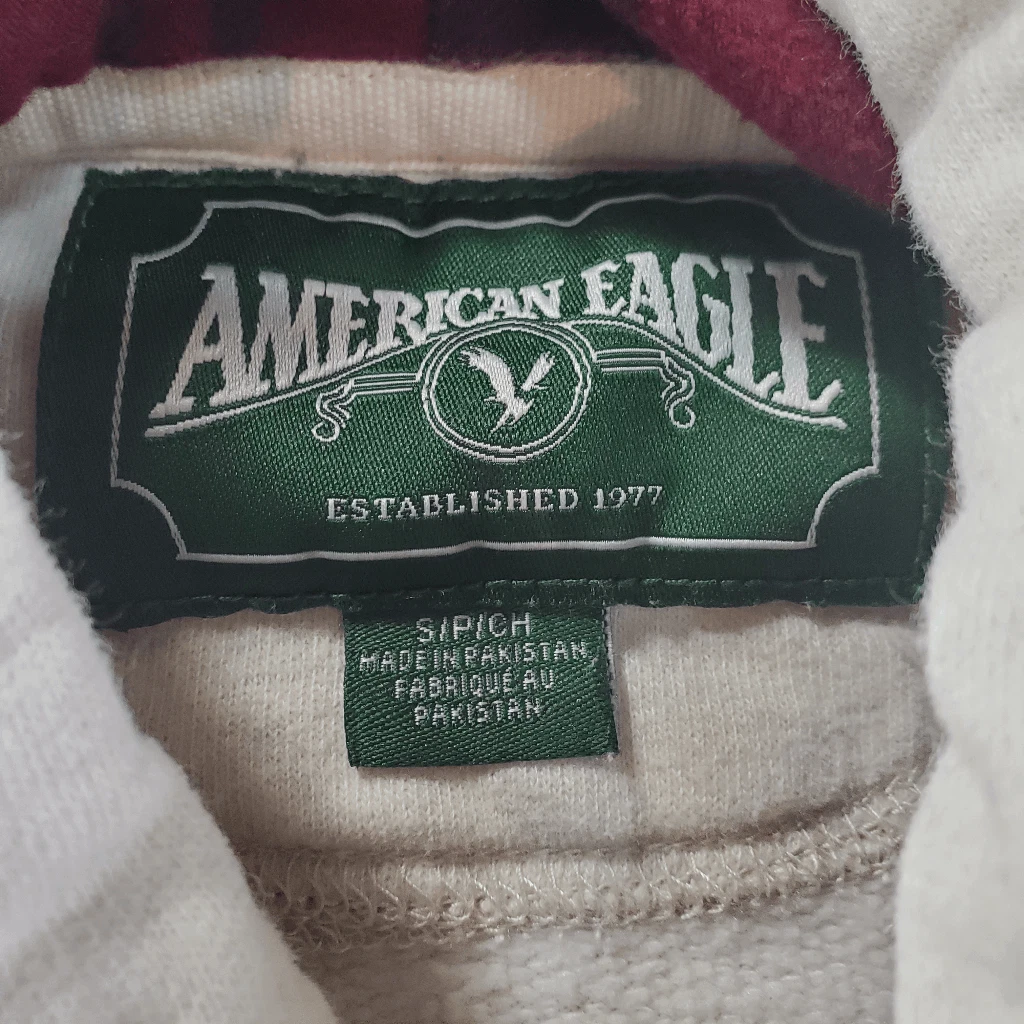 AMERICAN EAGLE
ESTABLISHED 1977
S/P/CH
MADE IN PAKISTAN,
FABRIQUÉ AU
PAKISTAN